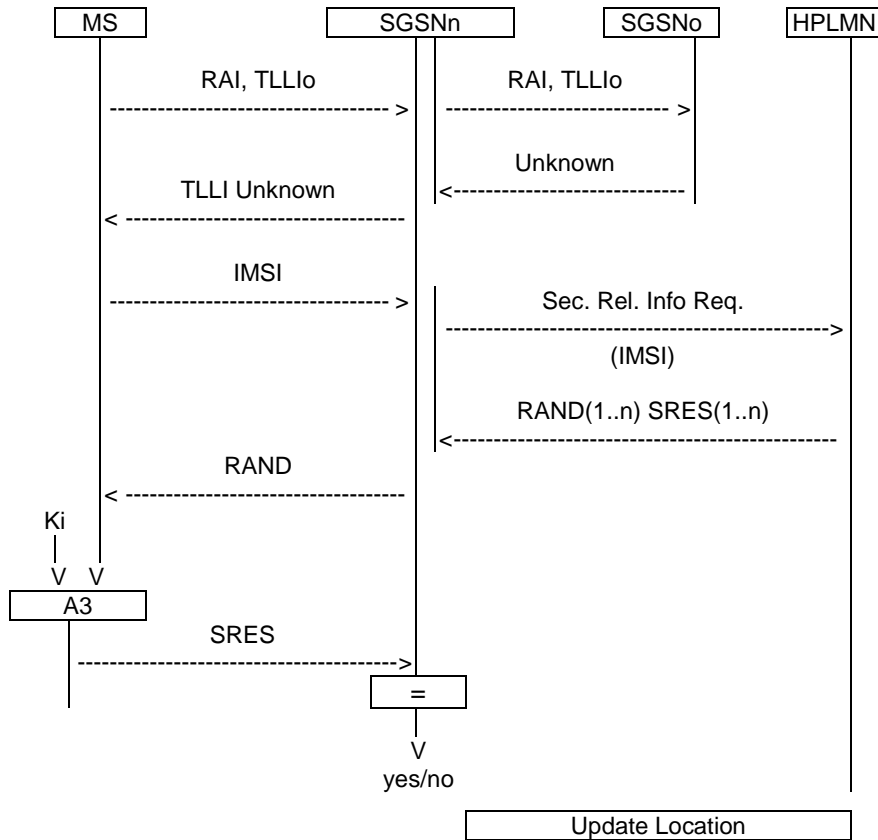 MS SGSNn SGSNo HPLMN
RAI, TLLIo RAI, TLLIo
Unknown
TLLI Unknown
IMSI
Sec. Rel. Info Req.
(IMSI)
RAND(1..n) SRES(1..n)
RAND
Ki
V V
A3
SRES
=
V
yes/no
Update Location